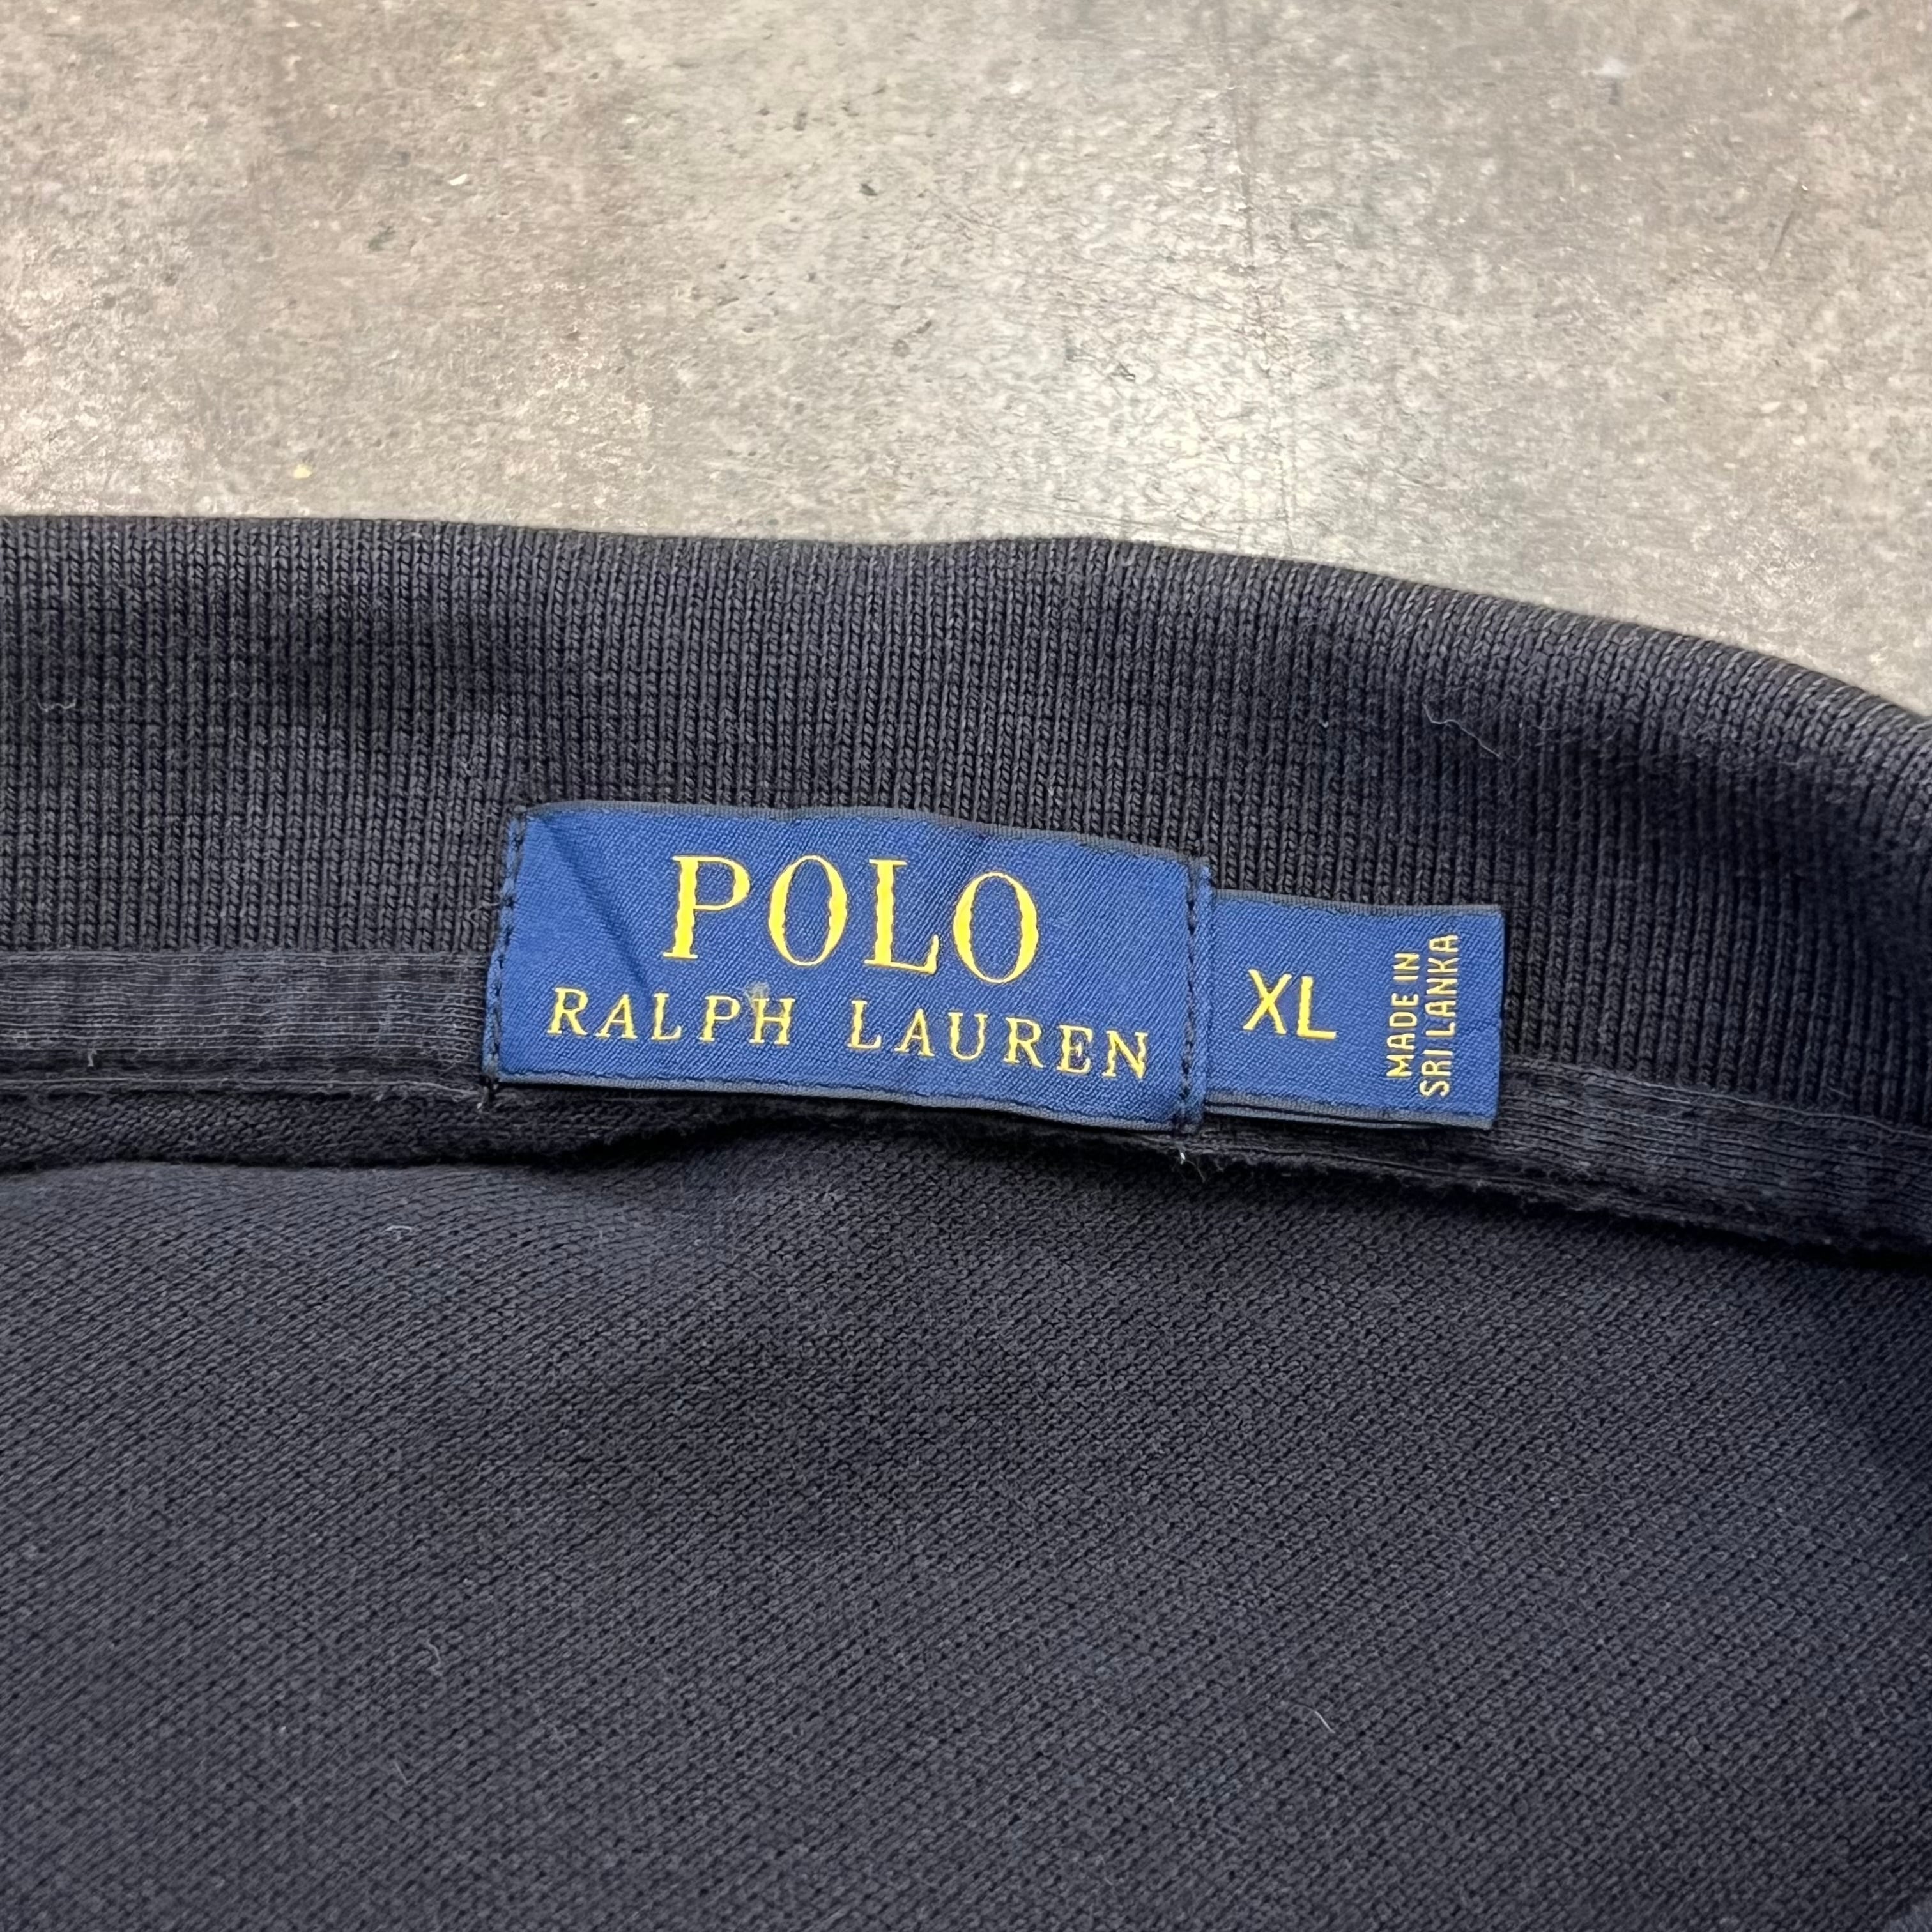 POLO
RALPH LAUREN
XL
MADE IN
SRI LANKA